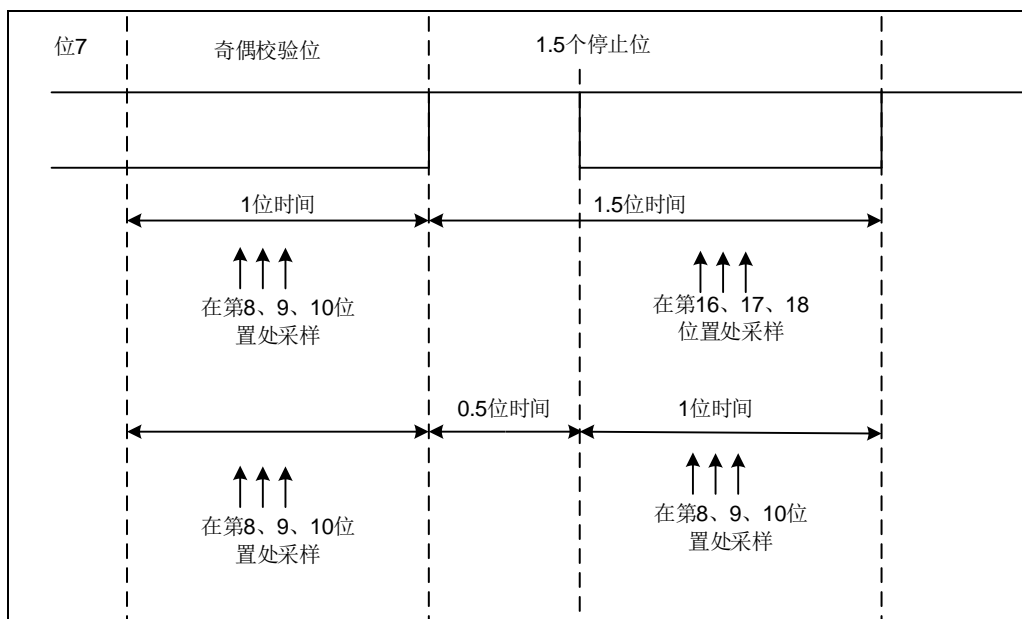 位7
奇偶校验位
1.5个停止位
1位时间
1.5位时间
在第8、9、10位
置处采样
在第16、17、18
位置处采样
0.5位时间
1位时间
在第8、9、10位
置处采样
在第8、9、10位
置处采样